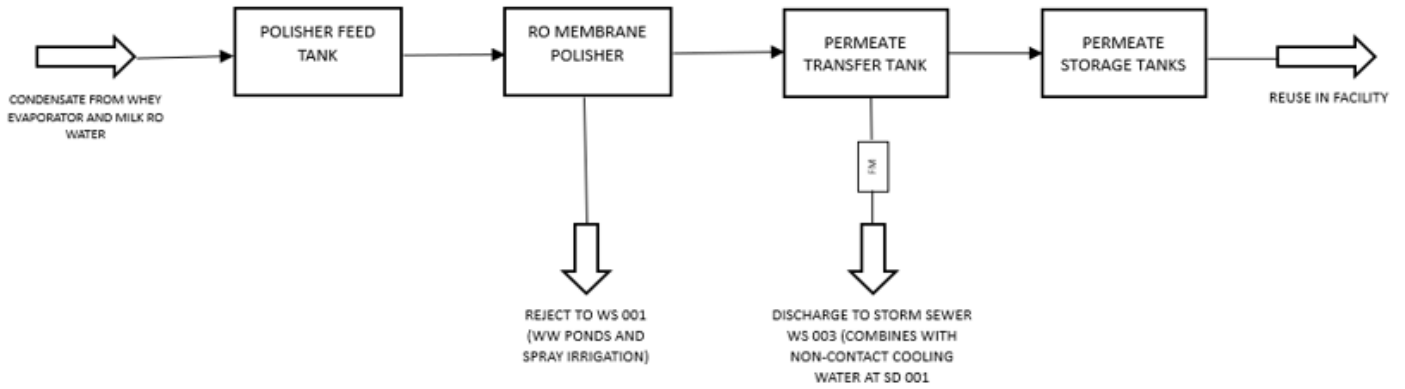 POLISHER FEED
TANK
RO MEMBRANE
POLISHER
PERMEATE
TRANSFER TANK
PERMEATE
STORAGE TANKS
CONDENSATE FROM WHEY
EVAPORATOR AND MILK RO
WATER
REUSE IN FACILITY
FM
REJECT TO WS 001
(WW PONDS AND
SPRAY IRRIGATION)
DISCHARGE TO STORM SEWER
WS 003 (COMBINES WITH
NON-CONTACT COOLING
WATER AT SD 001